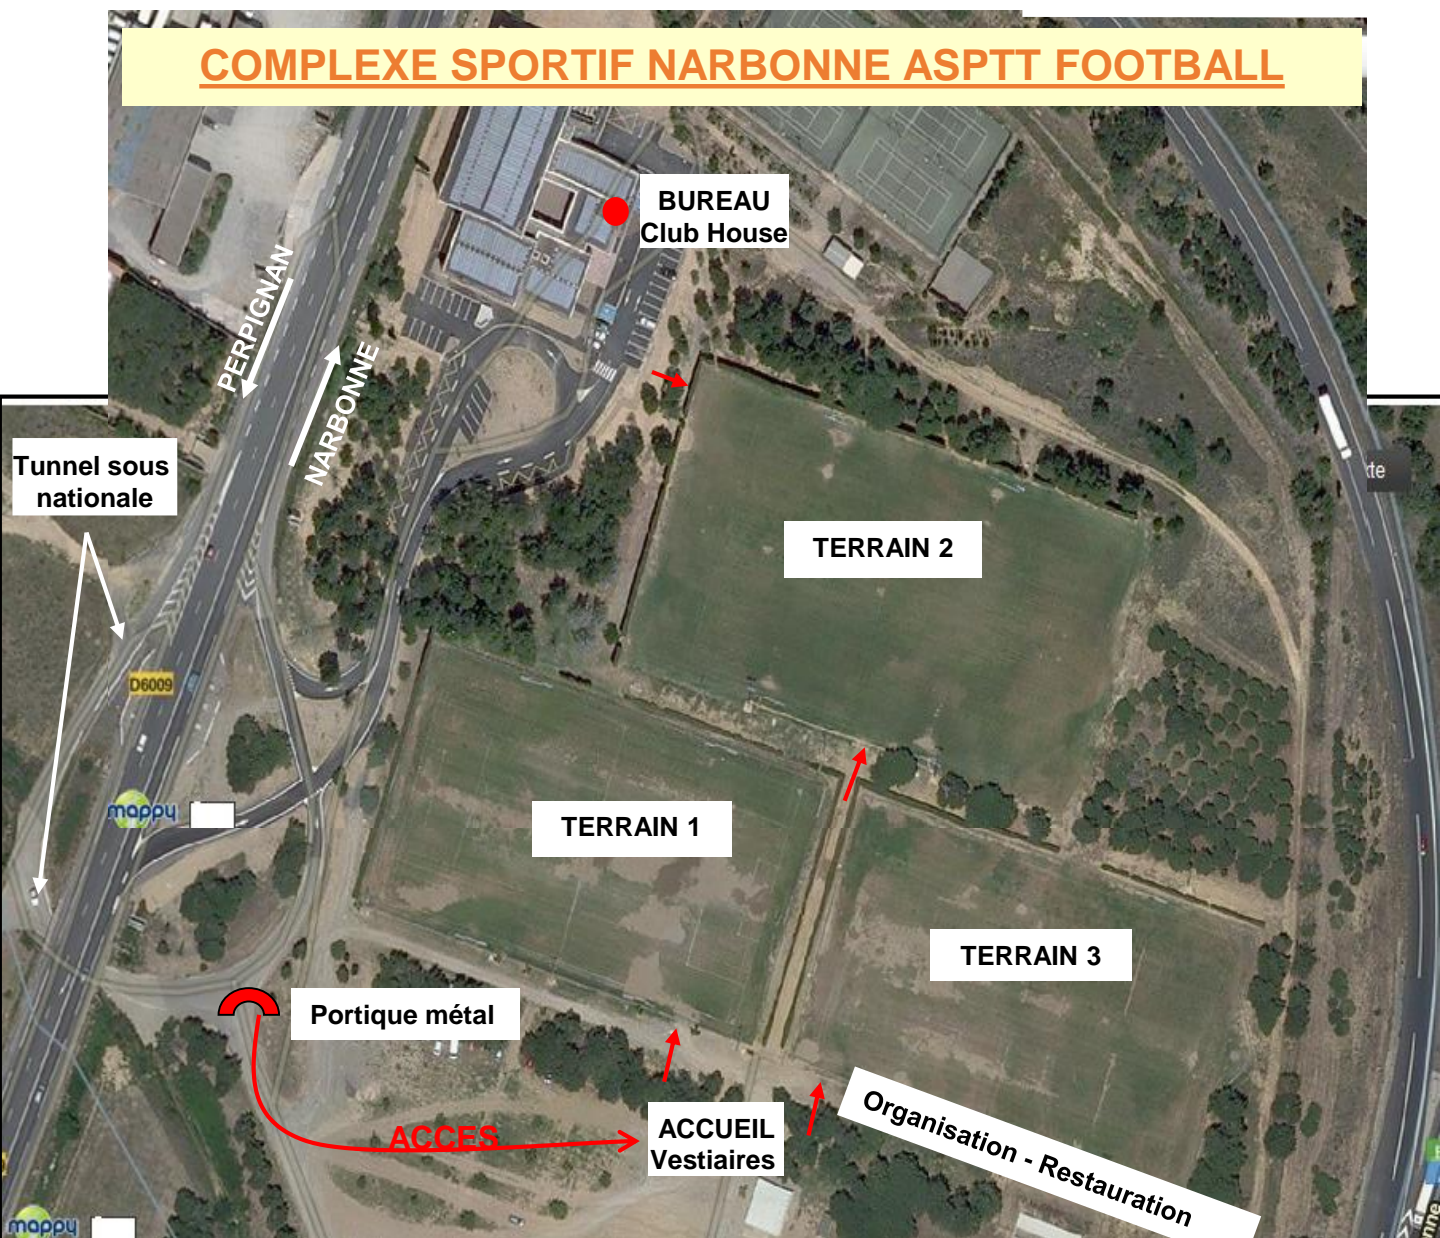 COMPLEXE SPORTIF NARBONNE ASPTT FOOTBALL
BUREAU
Club House
PERPIGNAN
NARBONNE
Tunnel sous
nationale
TERRAIN 2
D6009
mappy
TERRAIN 1
TERRAIN 3
Portique métal
ACCES
ACCUEIL
Vestiaires
Organisation - Restauration
mappy